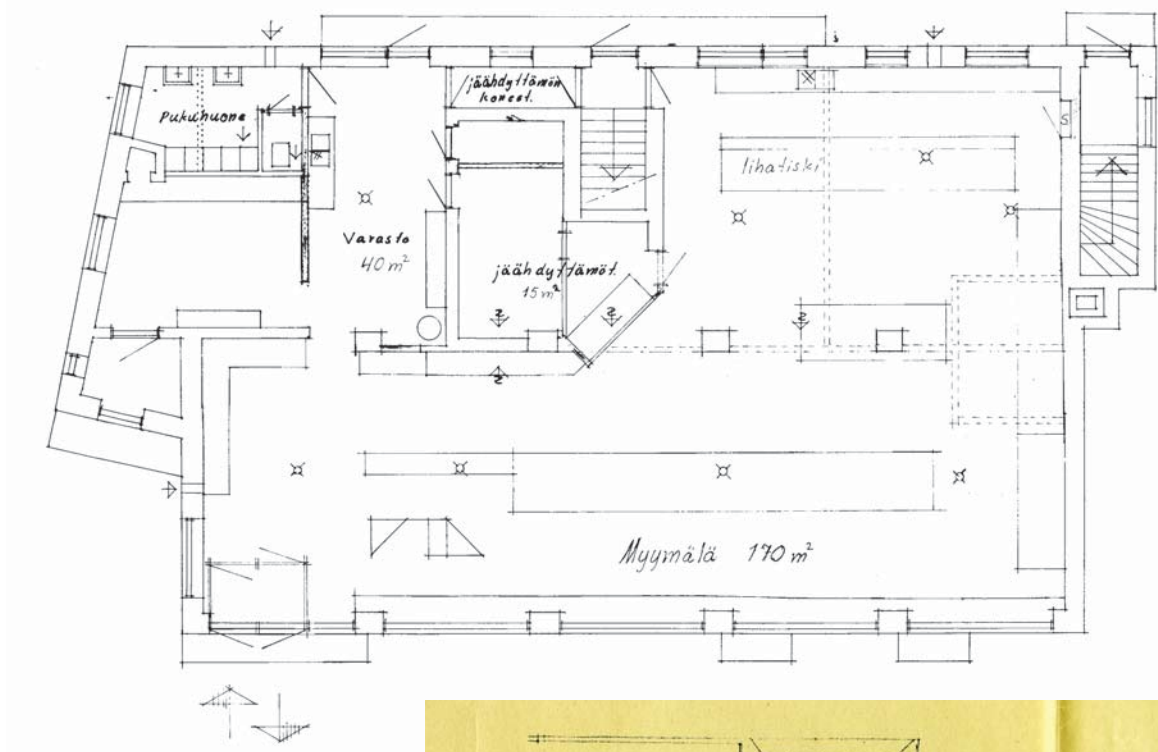 jäähdyttämön
konest.
Pukuhuone
S
lihatiski
Varasto
40 m²
jäähdyttämöt.
15 m²
Myymälä 170 m²